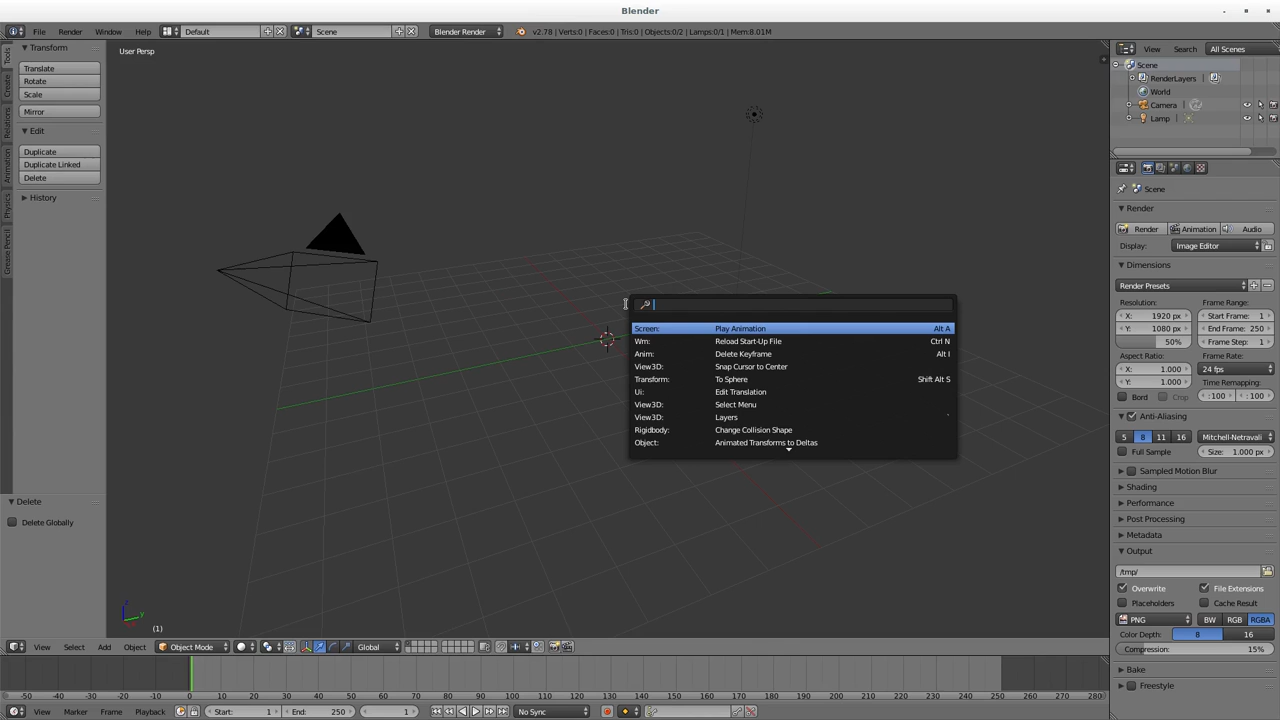 Blender
File Render Window Help Default Scene Blender Render v2.78 | Verts:0 | Faces:0 | Tris:0 | Objects:0/2 | Lamps:0/1 | Mem:8.01M
Tools
Create
Relations
Animation
Physics
Grease Pencil
Transform
Translate
Rotate
Scale
Mirror
Edit
Duplicate
Duplicate Linked
Delete
History
Delete
Delete Globally
User Persp
Screen: Play Animation Alt A
Wm: Reload Start-Up File Ctrl N
Anim: Delete Keyframe Alt I
View3D: Snap Cursor to Center
Transform: To Sphere Shift Alt S
Ui: Edit Translation
View3D: Select Menu
View3D: Layers `
Rigidbody: Change Collision Shape
Object: Animated Transforms to Deltas
z
y
(1)
View Select Add Object Object Mode Global
-50 -40 -30 -20 -10 0 10 20 30 40 50 60 70 80 90 100 110 120 130 140 150 160 170 180 190 200 210 220 230 240 250 260 270 280
View Marker Frame Playback Start: 1 End: 250 1 No Sync
View Search All Scenes
Scene
RenderLayers |
World
Camera |
Lamp |
Scene
Render
Render Animation Audio
Display: Image Editor
Dimensions
Render Presets
Resolution: Frame Range:
X: 1920 px Start Frame: 1
Y: 1080 px End Frame: 250
50% Frame Step: 1
Aspect Ratio: Frame Rate:
X: 1.000 24 fps
Y: 1.000 Time Remapping:
Bord Crop :100 :100
Anti-Aliasing
5 8 11 16 Mitchell-Netravali
Full Sample Size: 1.000 px
Sampled Motion Blur
Shading
Performance
Post Processing
Metadata
Output
/tmp/
Overwrite File Extensions
Placeholders Cache Result
PNG BW RGB RGBA
Color Depth: 8 16
Compression: 15%
Bake
Freestyle